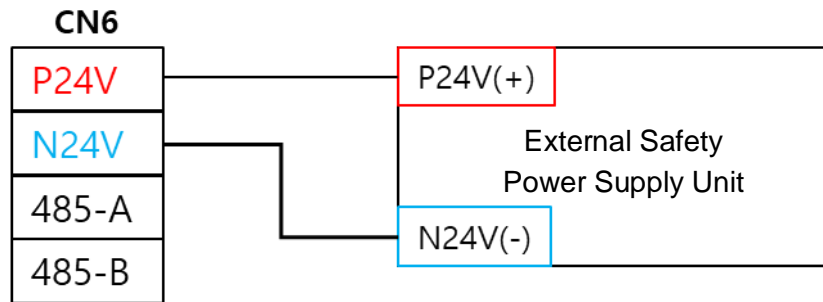 CN6
P24V
N24V
485-A
485-B
P24V(+)
External Safety
Power Supply Unit
N24V(-)